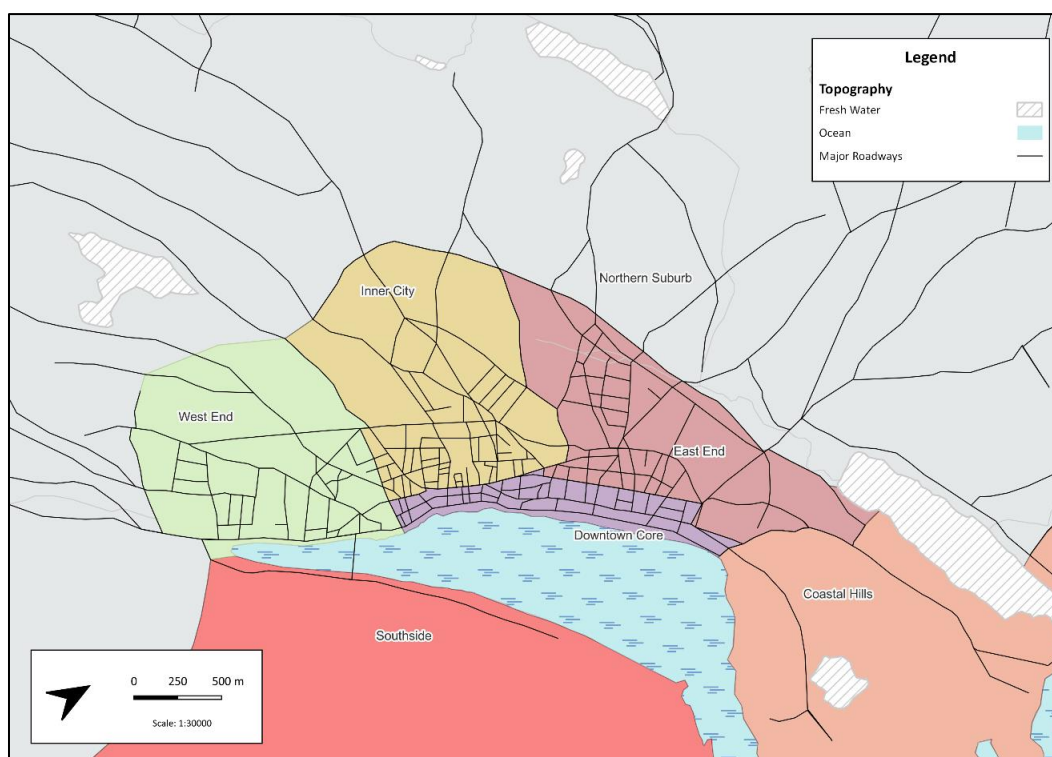 Legend
Topography
Fresh Water
Ocean
Major Roadways
Northern Suburb
Inner City
West End
East End
Downtown Core
Coastal Hills
Southside
0 250 500 m
Scale: 1:30000